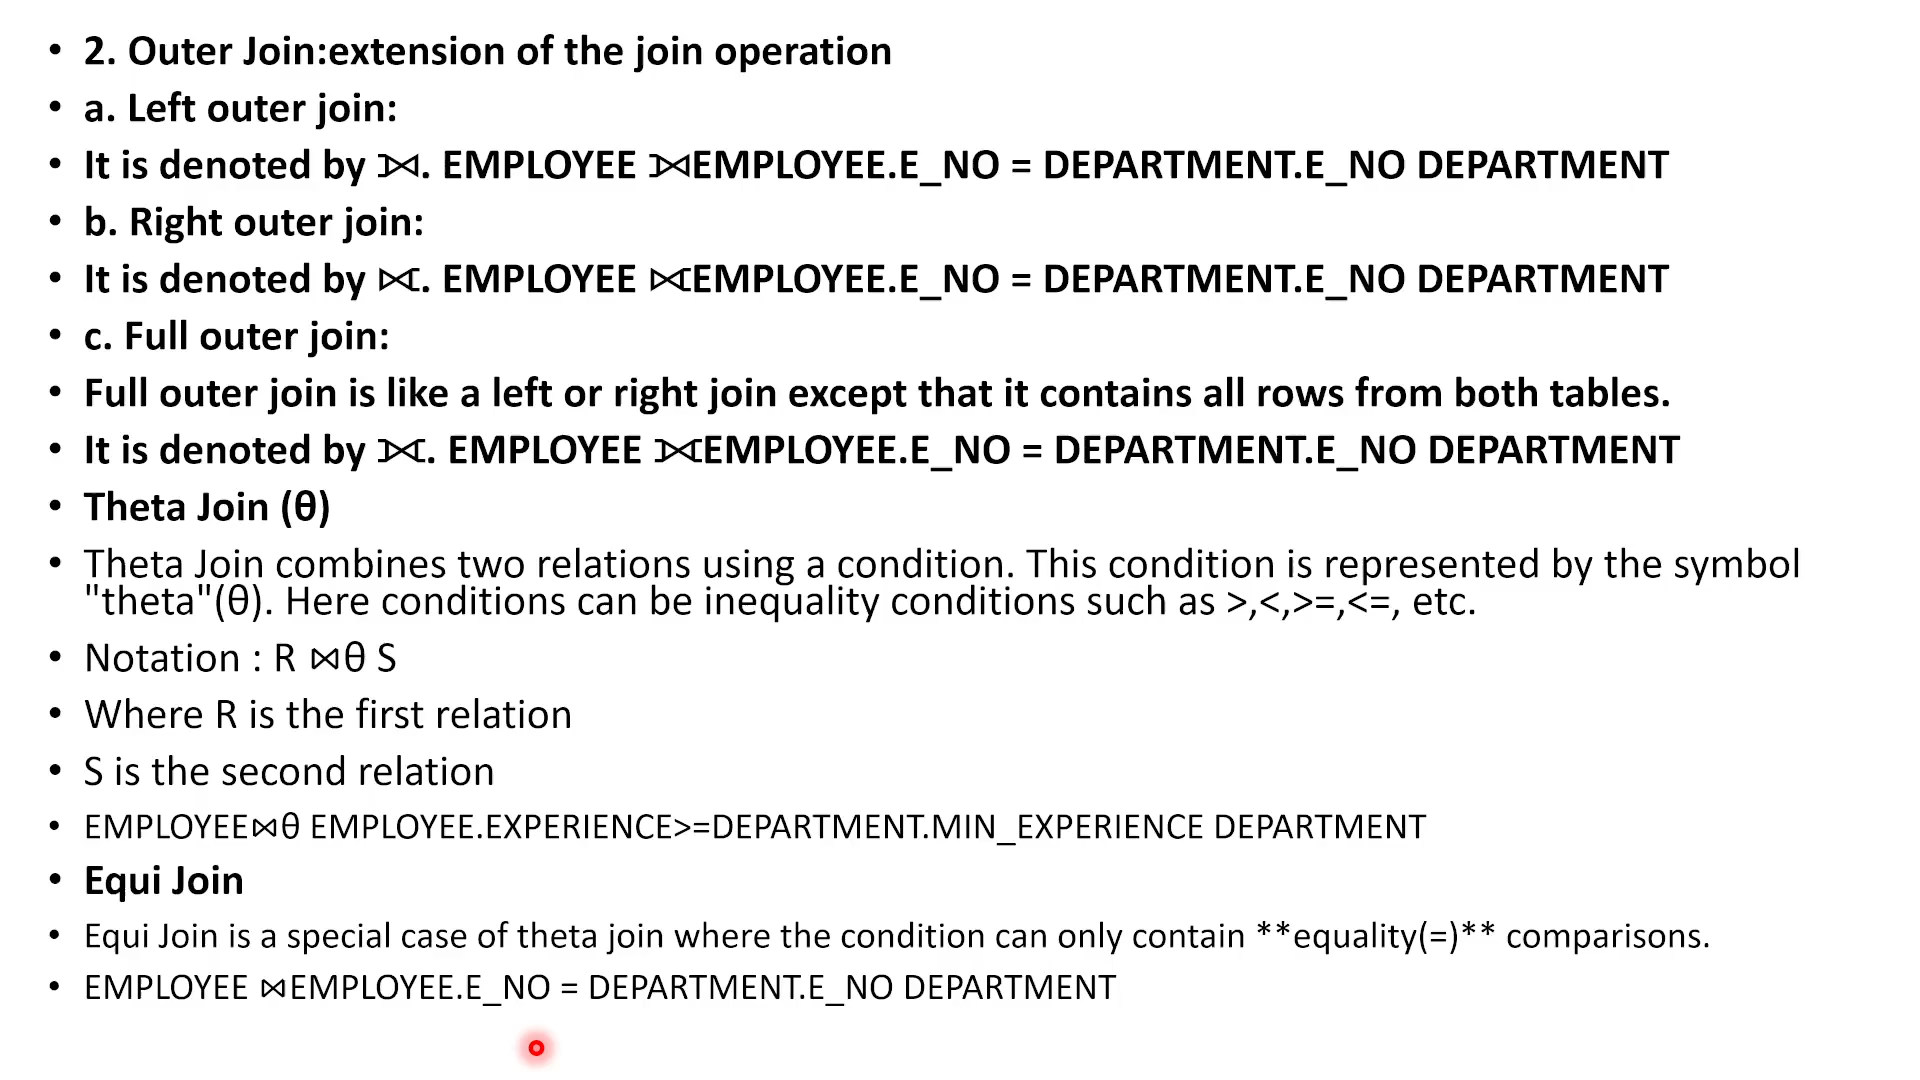 • 2. Outer Join:extension of the join operation
• a. Left outer join:
• It is denoted by ⟕. EMPLOYEE ⟕EMPLOYEE.E_NO = DEPARTMENT.E_NO DEPARTMENT
• b. Right outer join:
• It is denoted by ⟖. EMPLOYEE ⟖EMPLOYEE.E_NO = DEPARTMENT.E_NO DEPARTMENT
• c. Full outer join:
• Full outer join is like a left or right join except that it contains all rows from both tables.
• It is denoted by ⟗. EMPLOYEE ⟗EMPLOYEE.E_NO = DEPARTMENT.E_NO DEPARTMENT
• Theta Join (θ)
• Theta Join combines two relations using a condition. This condition is represented by the symbol
"theta"(θ). Here conditions can be inequality conditions such as >,<,>=,<=, etc.
• Notation : R ⋈θ S
• Where R is the first relation
• S is the second relation
• EMPLOYEE⋈θ EMPLOYEE.EXPERIENCE>=DEPARTMENT.MIN_EXPERIENCE DEPARTMENT
• Equi Join
• Equi Join is a special case of theta join where the condition can only contain **equality(=)** comparisons.
• EMPLOYEE ⋈EMPLOYEE.E_NO = DEPARTMENT.E_NO DEPARTMENT